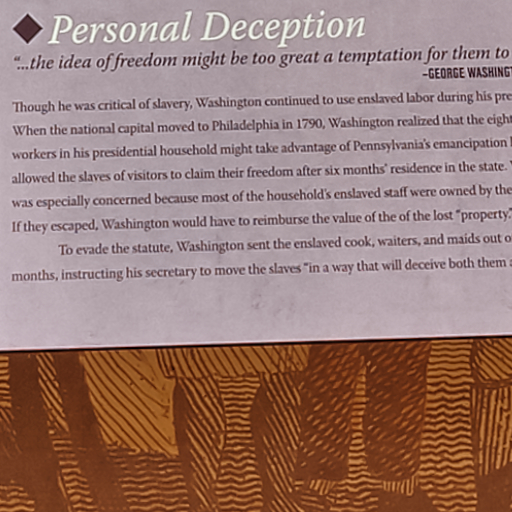 Personal Deception
"...the idea of freedom might be too great a temptation for them to
–GEORGE WASHINGT
Though he was critical of slavery, Washington continued to use enslaved labor during his pre
When the national capital moved to Philadelphia in 1790, Washington realized that the eight
workers in his presidential household might take advantage of Pennsylvania's emancipation
allowed the slaves of visitors to claim their freedom after six months' residence in the state.
was especially concerned because most of the household's enslaved staff were owned by the
If they escaped, Washington would have to reimburse the value of the of the lost "property."
To evade the statute, Washington sent the enslaved cook, waiters, and maids out o
months, instructing his secretary to move the slaves "in a way that will deceive both them